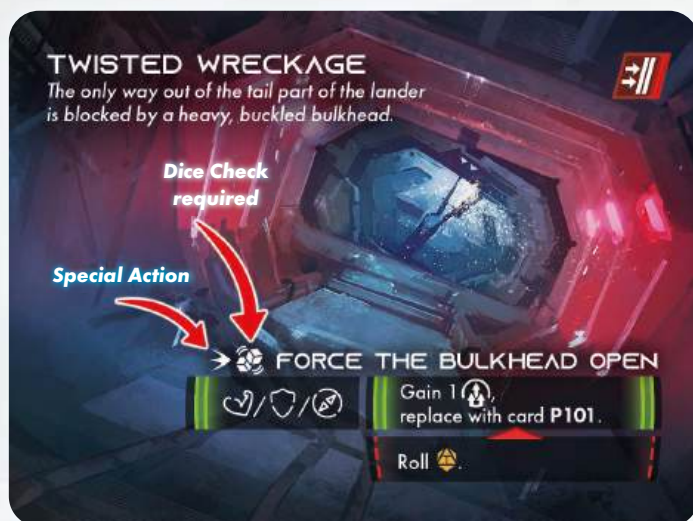 TWISTED WRECKAGE
The only way out of the tail part of the lander
is blocked by a heavy, buckled bulkhead.
Dice Check
required
Special Action
FORCE THE BULKHEAD OPEN
Gain 1 ,
replace with card P101.
/ /
Roll .